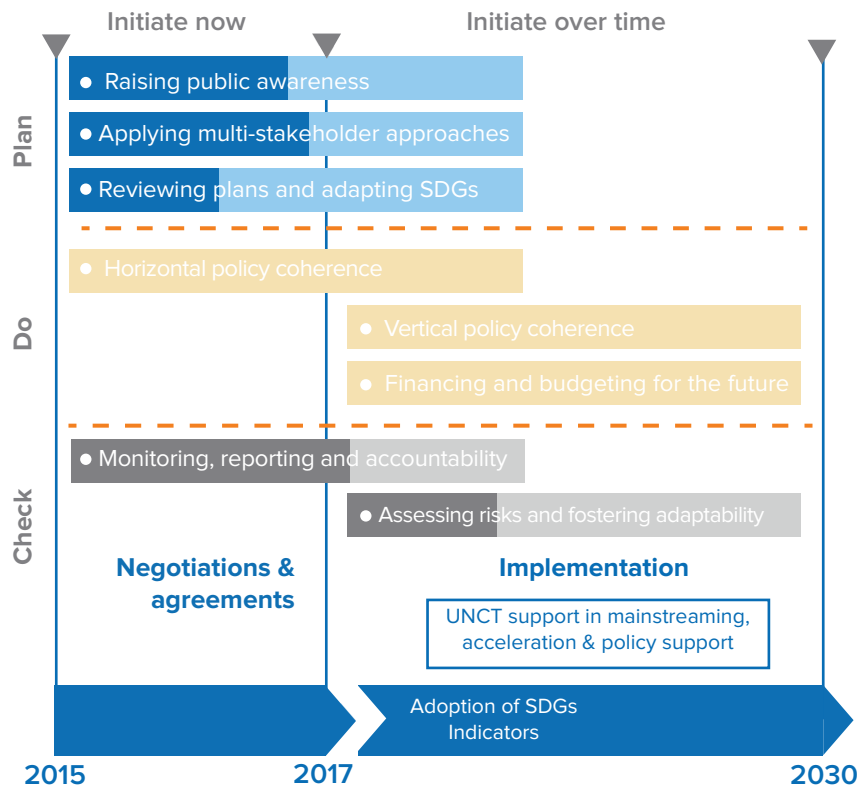 Initiate now
Initiate over time
Plan
Raising public awareness
Applying multi-stakeholder approaches
Reviewing plans and adapting SDGs
Do
Horizontal policy coherence
Vertical policy coherence
Financing and budgeting for the future
Check
Monitoring, reporting and accountability
Assessing risks and fostering adaptability
Negotiations &
agreements
Implementation
UNCT support in mainstreaming,
acceleration & policy support
Adoption of SDGs
Indicators
2015
2017
2030